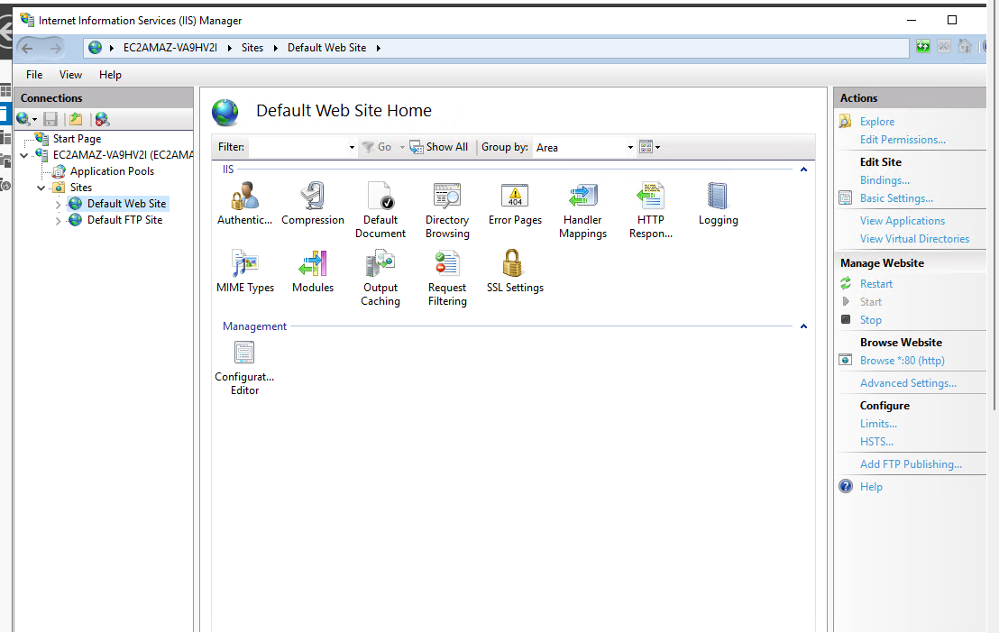 Internet Information Services (IIS) Manager
EC2AMAZ-VA9HV2I Sites Default Web Site
File View Help
Connections
Start Page
EC2AMAZ-VA9HV2I (EC2AMA
Application Pools
Sites
Default Web Site
Default FTP Site
Default Web Site Home
Filter: Go Show All Group by: Area
IIS
Authentic...
Compression
Default
Document
Directory
Browsing
Error Pages
404
Handler
Mappings
HTTP
Respon...
Logging
MIME Types
Modules
Output
Caching
Request
Filtering
SSL Settings
Management
Configurat...
Editor
Actions
Explore
Edit Permissions...
Edit Site
Bindings...
Basic Settings...
View Applications
View Virtual Directories
Manage Website
Restart
Start
Stop
Browse Website
Browse *:80 (http)
Advanced Settings...
Configure
Limits...
HSTS...
Add FTP Publishing...
Help